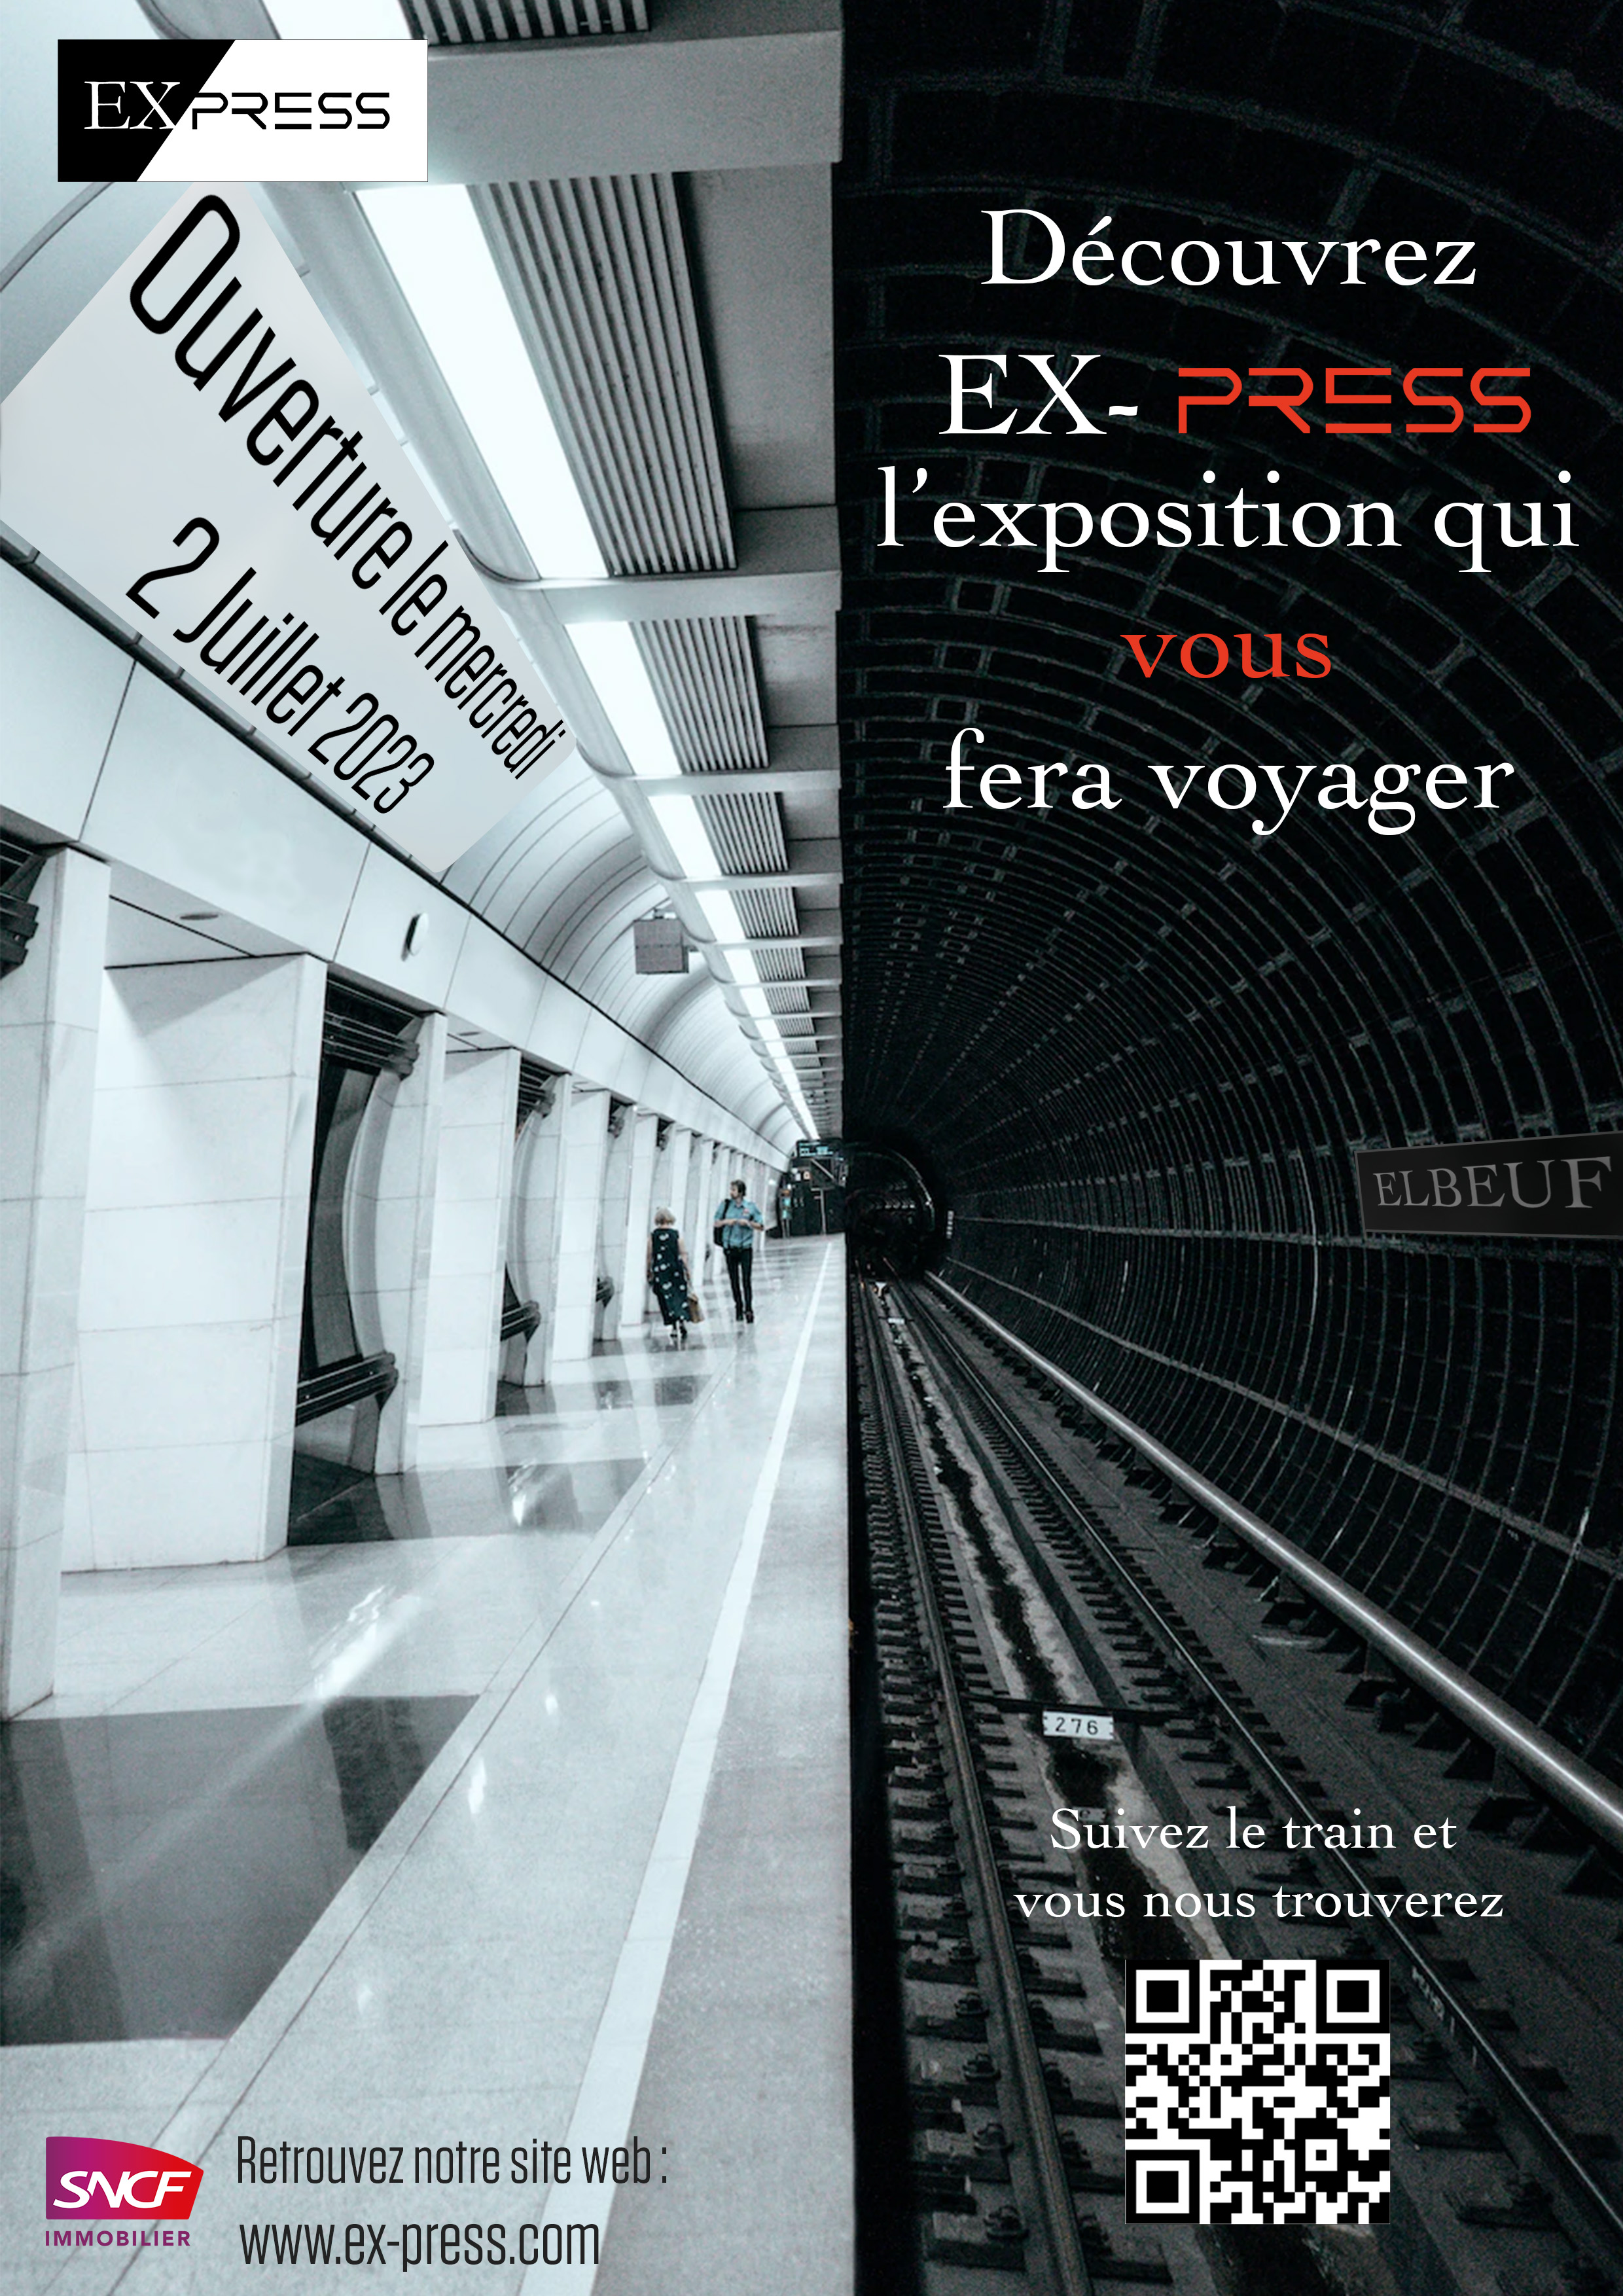 EXPRESS
Ouverture le mercredi
2 Juillet 2023
Découvrez
EX- PRESS
l'exposition qui
vous
fera voyager
ELBEUF
276
Suivez le train et
vous nous trouverez
SNCF
IMMOBILIER
Retrouvez notre site web :
www.ex-press.com